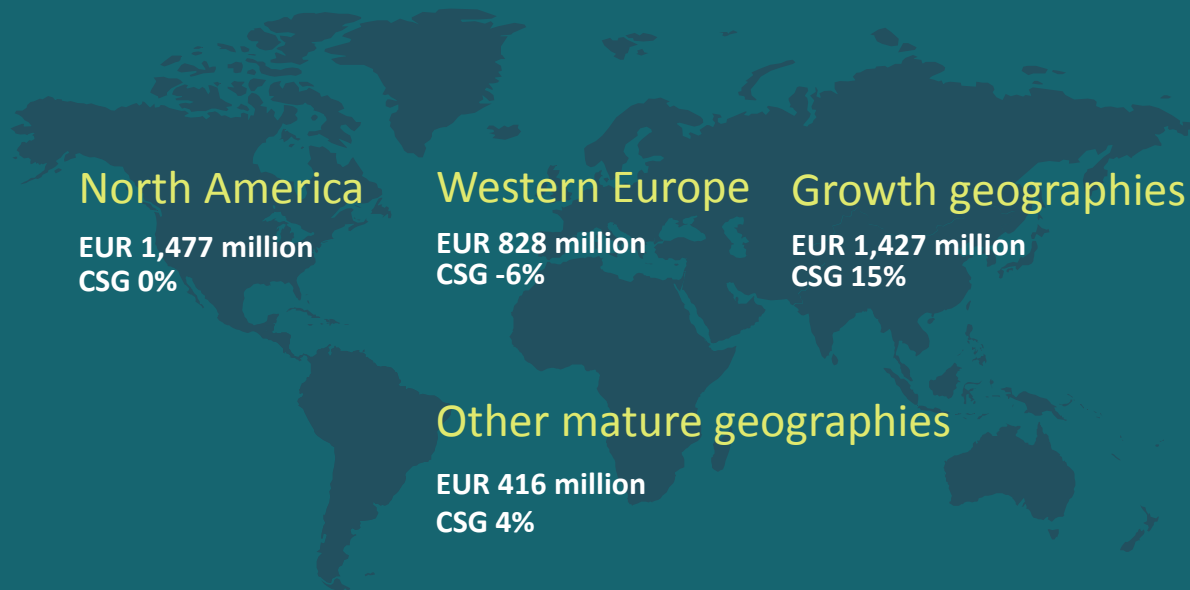 North America
EUR 1,477 million
CSG 0%
Western Europe
EUR 828 million
CSG -6%
Growth geographies
EUR 1,427 million
CSG 15%
Other mature geographies
EUR 416 million
CSG 4%